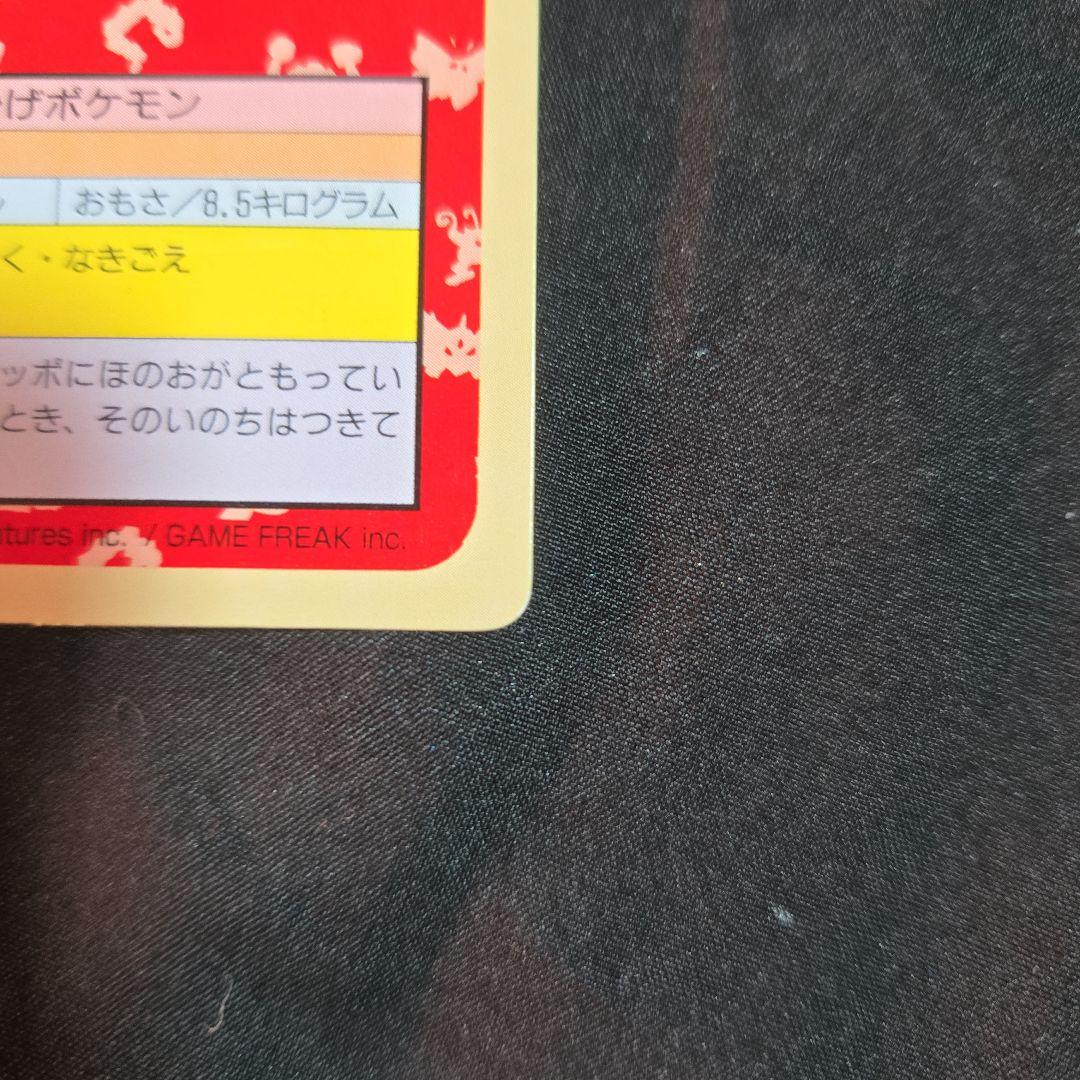 げポケモン
おもさ／8.5キログラム
く・なきごえ
ッポにほのおがともってい
とき、そのいのちはつきて
tures inc. / GAME FREAK inc.